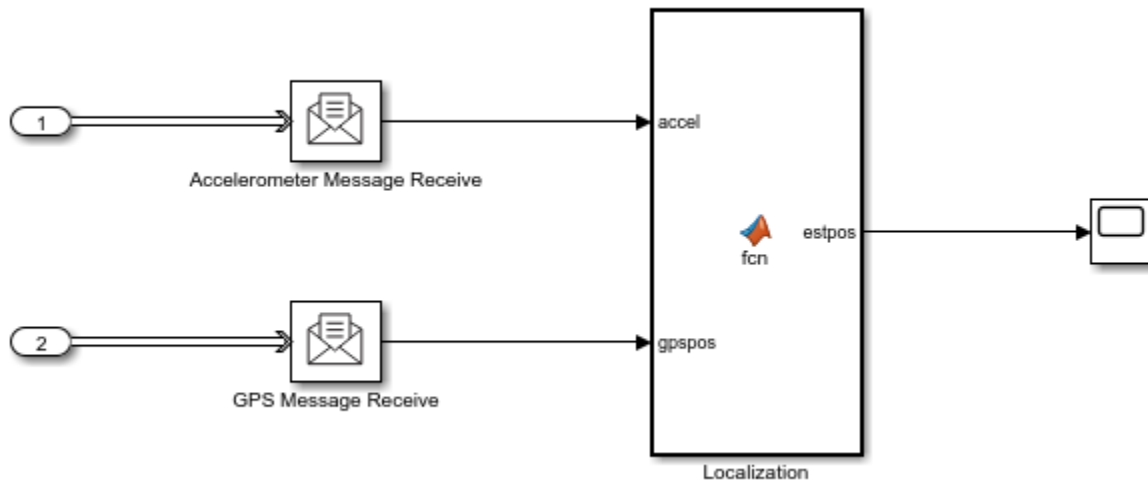 1
accel
Accelerometer Message Receive
fcn
estpos
2
gpspos
GPS Message Receive
Localization